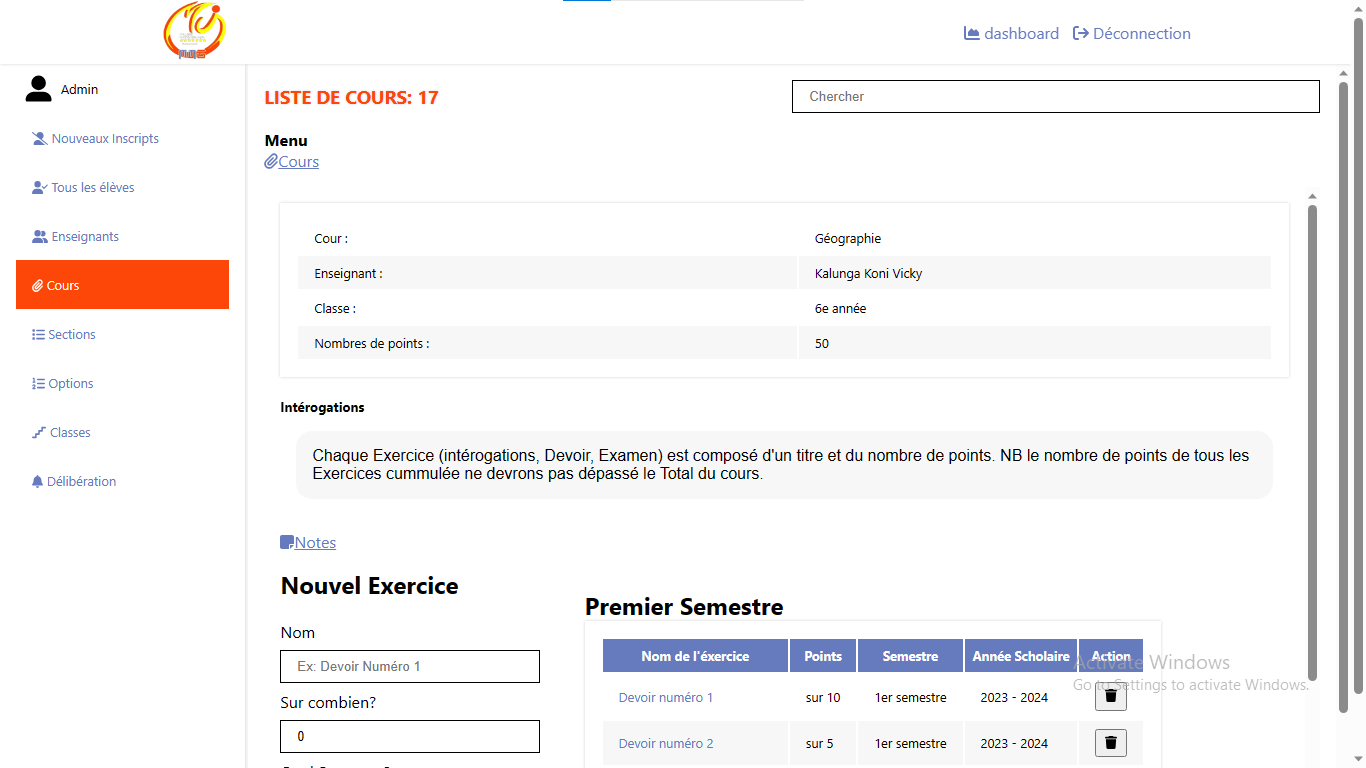 dashboard Déconnection
Admin
LISTE DE COURS: 17
Chercher
Nouveaux Inscripts
Menu
Cours
Tous les élèves
Enseignants
Cours
Sections
Options
Classes
Délibération
Cour : Géographie
Enseignant : Kalunga Koni Vicky
Classe : 6e année
Nombres de points : 50
Intérogations
Chaque Exercice (intérogations, Devoir, Examen) est composé d'un titre et du nombre de points. NB le nombre de points de tous les
Exercices cummulée ne devrons pas dépassé le Total du cours.
Notes
Nouvel Exercice
Nom
Ex: Devoir Numéro 1
Sur combien?
0
Premier Semestre
Nom de l'éxercice Points Semestre Année Scholaire Action
Devoir numéro 1 sur 10 1er semestre 2023 - 2024
Devoir numéro 2 sur 5 1er semestre 2023 - 2024
Activate Windows
Go to Settings to activate Windows.